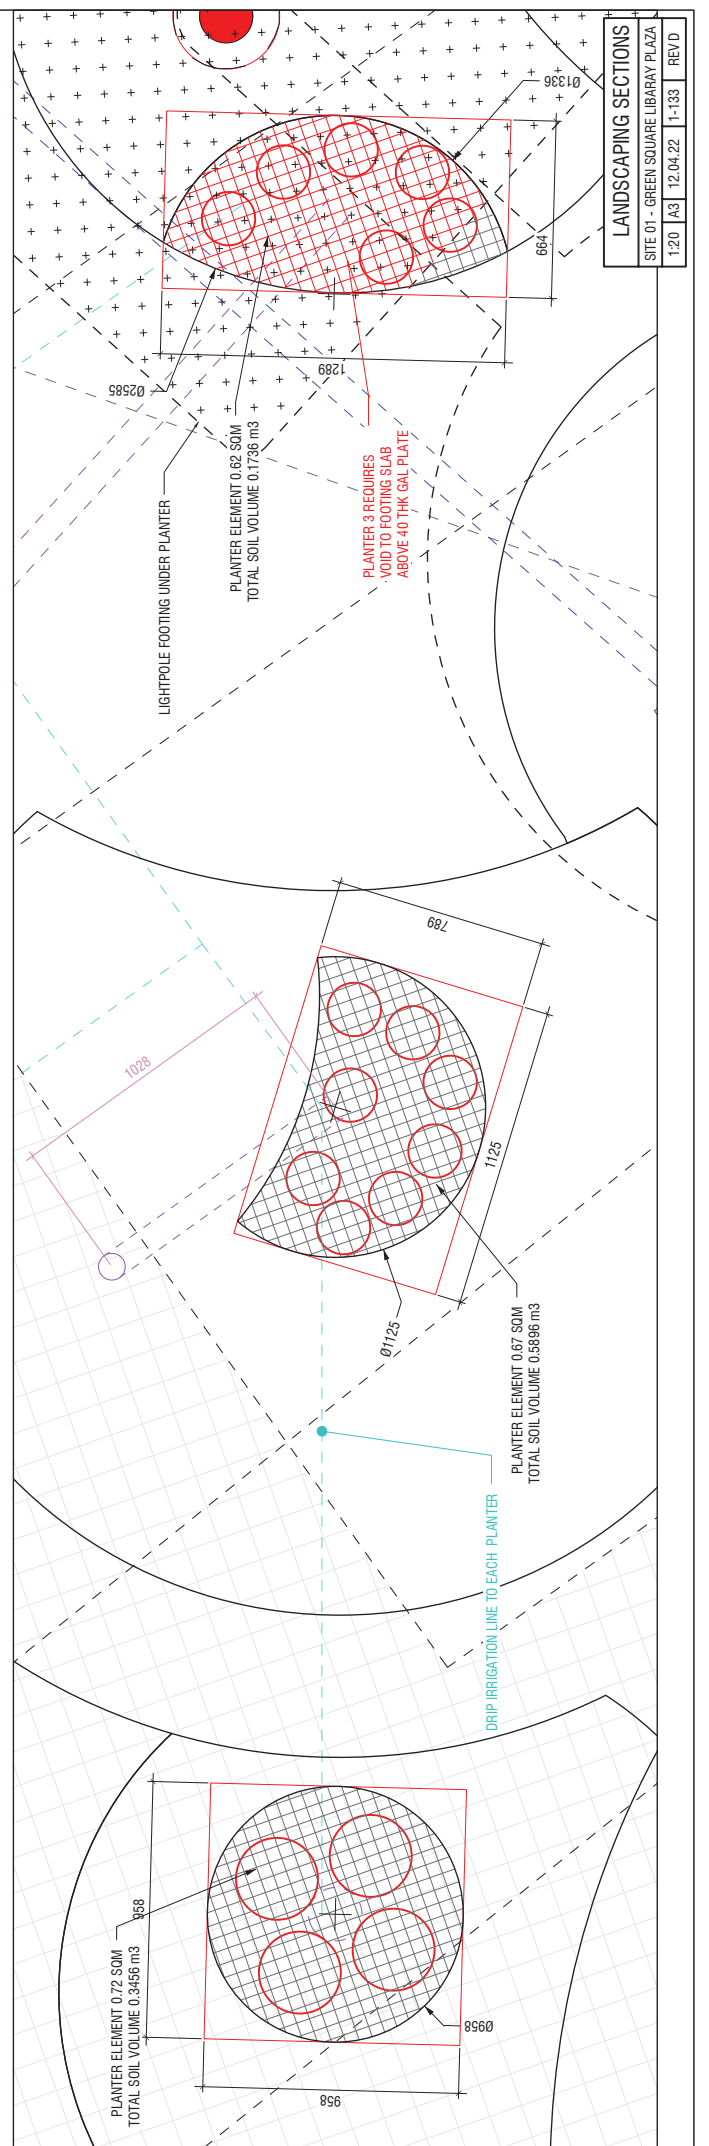 LANDSCAPING SECTIONS
SITE 01 - GREEN SQUARE LIBARAY PLAZA
1:20 A3 12.04.22 1-133 REV D
PLANTER ELEMENT 0.72 SQM
TOTAL SOIL VOLUME 0.3456 m3
958
958
Ø958
DRIP IRRIGATION LINE TO EACH PLANTER
PLANTER ELEMENT 0.67 SQM
TOTAL SOIL VOLUME 0.5896 m3
Ø1125
1125
789
1028
LIGHTPOLE FOOTING UNDER PLANTER
PLANTER ELEMENT 0.62 SQM
TOTAL SOIL VOLUME 0.1736 m3
PLANTER 3 REQUIRES
VOID TO FOOTING SLAB
ABOVE 40 THK GAL PLATE
Ø2585
1289
664
Ø1336